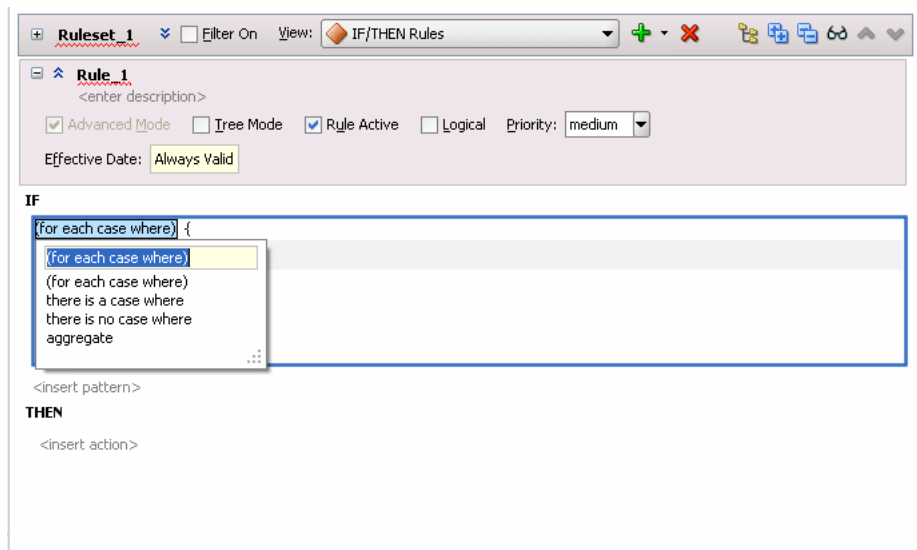 Ruleset_1 Filter On View: IF/THEN Rules
Rule_1
<enter description>
Advanced Mode Tree Mode Rule Active Logical Priority: medium
Effective Date: Always Valid
IF
(for each case where) {
(for each case where)
(for each case where)
there is a case where
there is no case where
aggregate
<insert pattern>
THEN
<insert action>